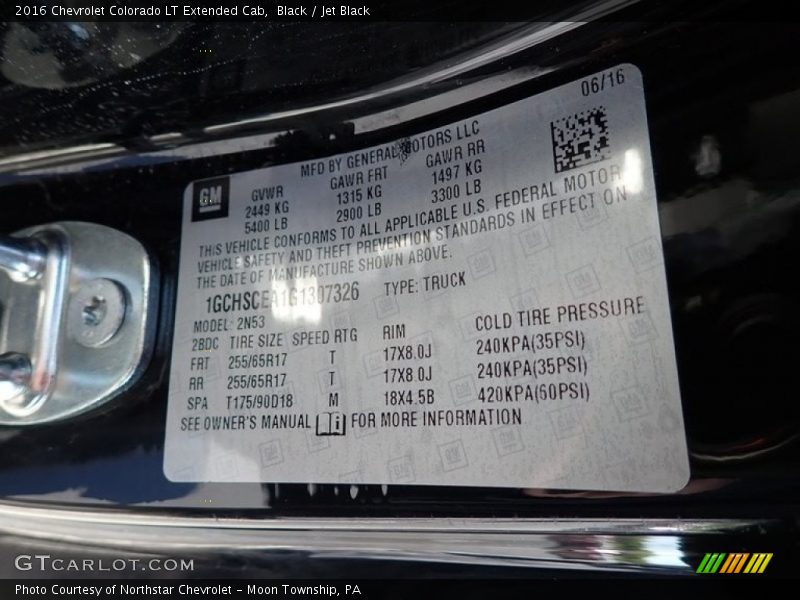 2016 Chevrolet Colorado LT Extended Cab, Black / Jet Black
06/16
MFD BY GENERAL MOTORS LLC
GM
GVWR GAWR FRT GAWR RR
2449 KG 1315 KG 1497 KG
5400 LB 2900 LB 3300 LB
THIS VEHICLE CONFORMS TO ALL APPLICABLE U.S. FEDERAL MOTOR
VEHICLE SAFETY AND THEFT PREVENTION STANDARDS IN EFFECT ON
THE DATE OF MANUFACTURE SHOWN ABOVE.
1GCHSCEA1G1307326 TYPE: TRUCK
MODEL: 2N53
2BDC TIRE SIZE SPEED RTG RIM COLD TIRE PRESSURE
FRT 255/65R17 T 17X8.0J 240KPA(35PSI)
RR 255/65R17 T 17X8.0J 240KPA(35PSI)
SPA T175/90D18 M 18X4.5B 420KPA(60PSI)
SEE OWNER'S MANUAL FOR MORE INFORMATION
GTCARLOT.COM
Photo Courtesy of Northstar Chevrolet - Moon Township, PA